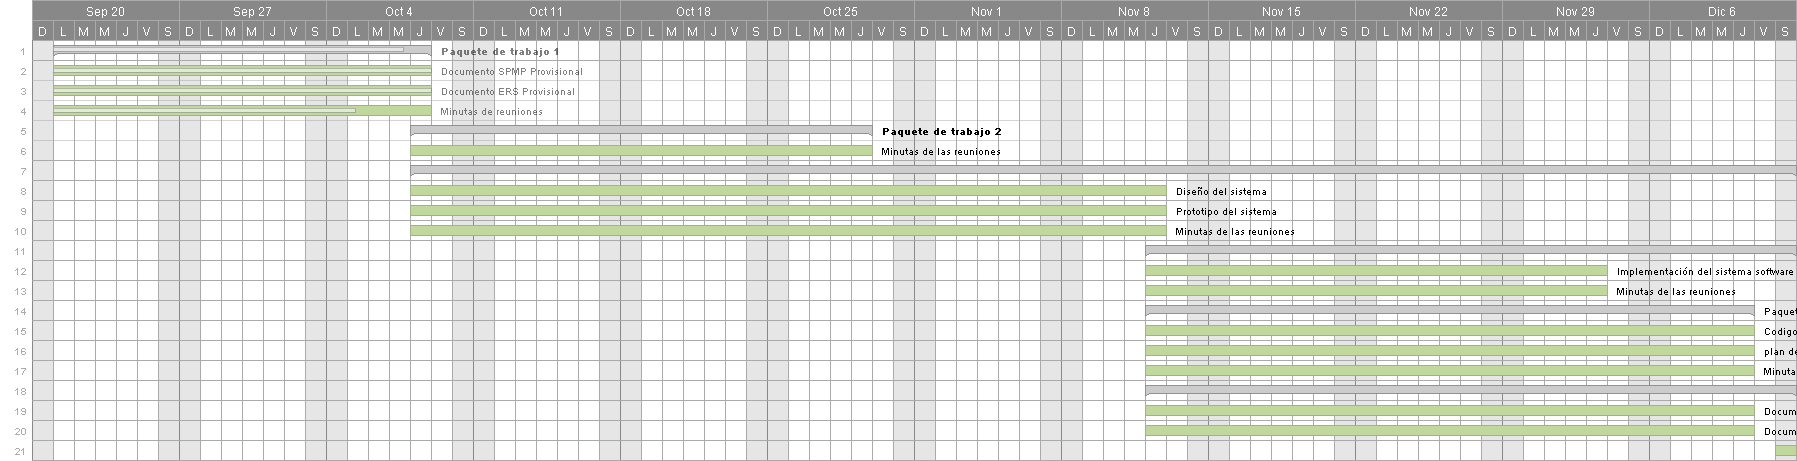 Sep 20 Sep 27 Oct 4 Oct 11 Oct 18 Oct 25 Nov 1 Nov 8 Nov 15 Nov 22 Nov 29 Dic 6
D L M M J V S D L M M J V S D L M M J V S D L M M J V S D L M M J V S D L M M J V S D L M M J V S D L M M J V S D L M M J V S D L M M J V S D L M M J V S D L M M J V S
1 Paquete de trabajo 1
2 Documento SPMP Provisional
3 Documento ERS Provisional
4 Minutas de reuniones
5 Paquete de trabajo 2
6 Minutas de las reuniones
7
8 Diseño del sistema
9 Prototipo del sistema
10 Minutas de las reuniones
11
12 Implementación del sistema software
13 Minutas de las reuniones
14 Paquet
15 Codigo
16 plan de
17 Minuta
18
19 Docum
20 Docum
21